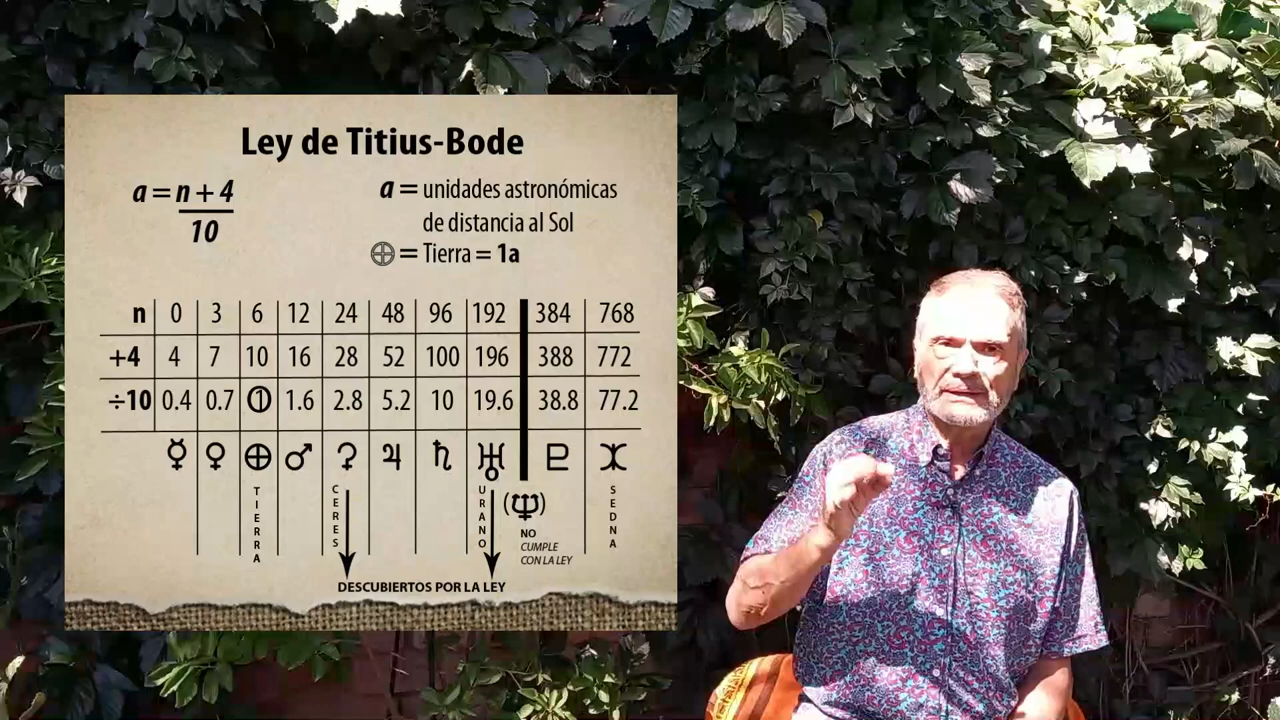 Ley de Titius-Bode
a = n + 4
10
a = unidades astronómicas
de distancia al Sol
⊕ = Tierra = 1a
n 0 3 6 12 24 48 96 192 384 768
+4 4 7 10 16 28 52 100 196 388 772
÷10 0.4 0.7 1 1.6 2.8 5.2 10 19.6 38.8 77.2
☿ ♀ ⊕ ♂ ⚳ ♃ ♄ ♅ ♇
TIERRA
CERES
URANO
(♆)
NO
CUMPLE
CON LA LEY
SEDNA
DESCUBIERTOS POR LA LEY